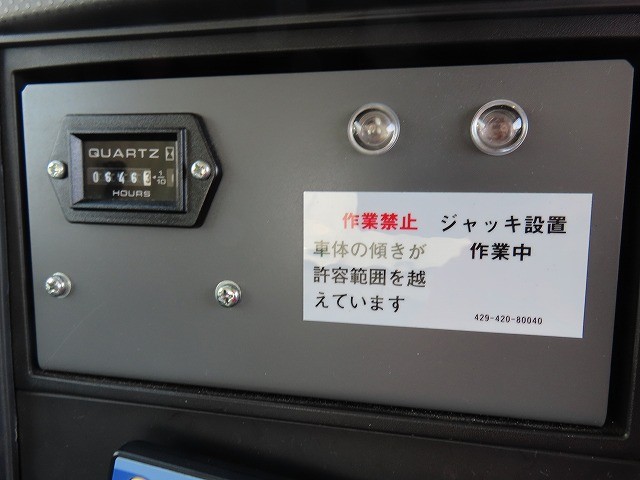 QUARTZ
06463 1/10
HOURS
作業禁止 ジャッキ設置
車体の傾きが 作業中
許容範囲を越
えています
429-420-80040